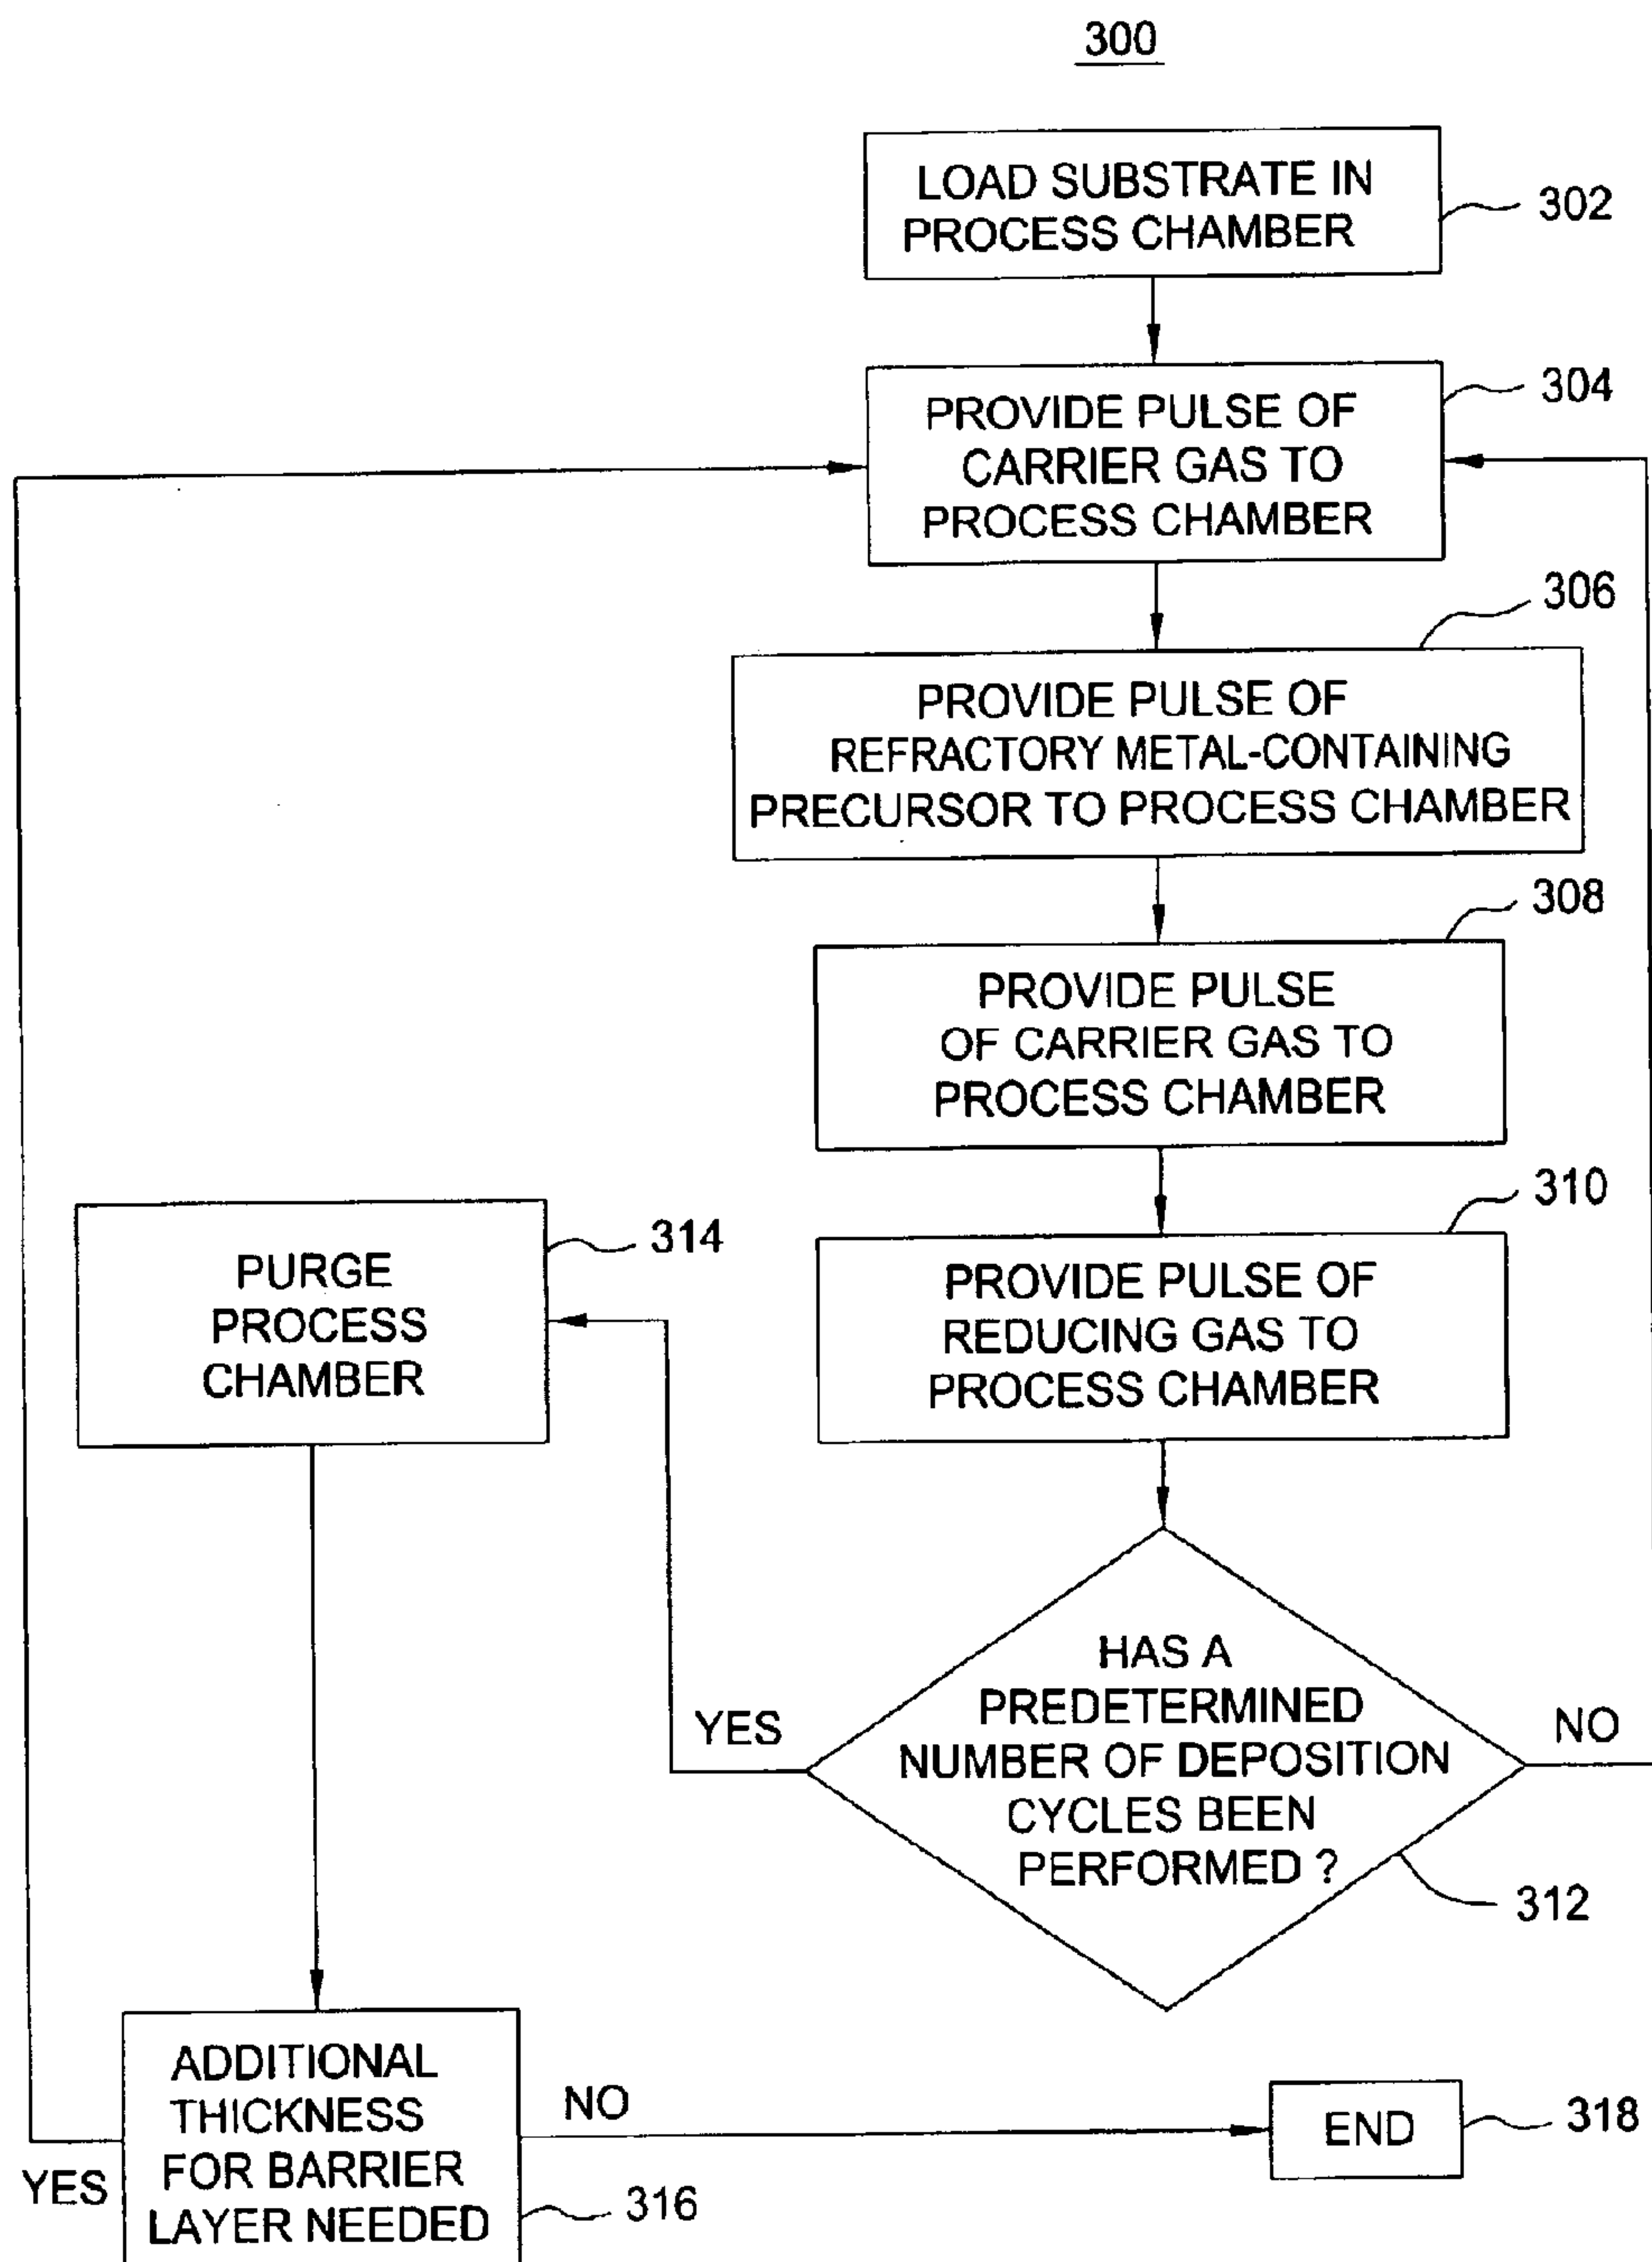 300
LOAD SUBSTRATE IN
PROCESS CHAMBER
302
PROVIDE PULSE OF
CARRIER GAS TO
PROCESS CHAMBER
304
PROVIDE PULSE OF
REFRACTORY METAL-CONTAINING
PRECURSOR TO PROCESS CHAMBER
306
PROVIDE PULSE
OF CARRIER GAS TO
PROCESS CHAMBER
308
PROVIDE PULSE OF
REDUCING GAS TO
PROCESS CHAMBER
310
HAS A
PREDETERMINED
NUMBER OF DEPOSITION
CYCLES BEEN
PERFORMED ?
312
YES
NO
PURGE
PROCESS
CHAMBER
314
ADDITIONAL
THICKNESS
FOR BARRIER
LAYER NEEDED
316
YES
NO
END
318